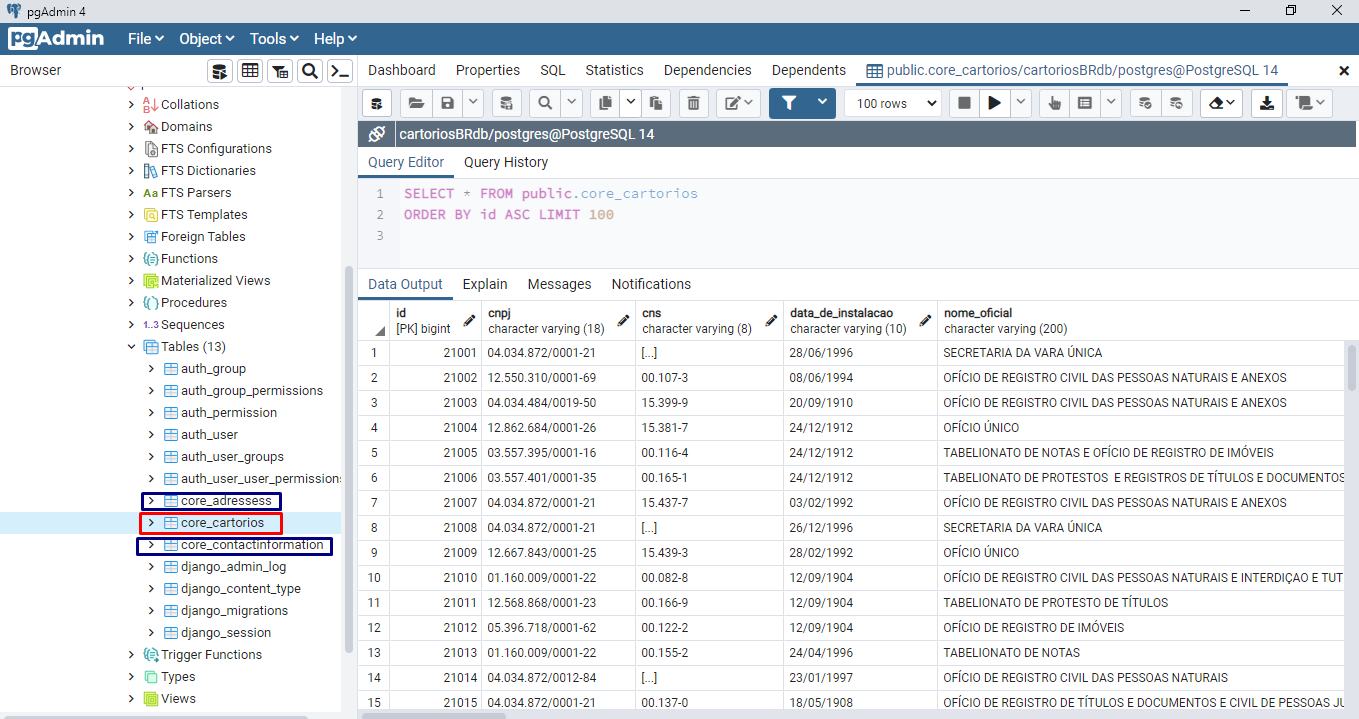 pgAdmin 4
pgAdmin File Object Tools Help
Browser
Dashboard Properties SQL Statistics Dependencies Dependents public.core_cartorios/cartoriosBRdb/postgres@PostgreSQL 14
100 rows
cartoriosBRdb/postgres@PostgreSQL 14
Query Editor Query History
1 SELECT * FROM public.core_cartorios
2 ORDER BY id ASC LIMIT 100
3
Collations
Domains
FTS Configurations
FTS Dictionaries
Aa FTS Parsers
FTS Templates
Foreign Tables
Functions
Materialized Views
Procedures
1..3 Sequences
Tables (13)
auth_group
auth_group_permissions
auth_permission
auth_user
auth_user_groups
auth_user_user_permissions
core_adressess
core_cartorios
core_contactinformation
django_admin_log
django_content_type
django_migrations
django_session
Trigger Functions
Types
Views
Data Output Explain Messages Notifications
id cnpj cns data_de_instalacao nome_oficial
[PK] bigint character varying (18) character varying (8) character varying (10) character varying (200)
1 21001 04.034.872/0001-21 [...] 28/06/1996 SECRETARIA DA VARA ÚNICA
2 21002 12.550.310/0001-69 00.107-3 08/06/1994 OFÍCIO DE REGISTRO CIVIL DAS PESSOAS NATURAIS E ANEXOS
3 21003 04.034.484/0019-50 15.399-9 20/09/1910 OFÍCIO DE REGISTRO CIVIL DAS PESSOAS NATURAIS E ANEXOS
4 21004 12.862.684/0001-26 15.381-7 24/12/1912 OFÍCIO ÚNICO
5 21005 03.557.395/0001-16 00.116-4 24/12/1912 TABELIONATO DE NOTAS E OFÍCIO DE REGISTRO DE IMÓVEIS
6 21006 03.557.401/0001-35 00.165-1 24/12/1912 TABELIONATO DE PROTESTOS E REGISTROS DE TÍTULOS E DOCUMENTOS
7 21007 04.034.872/0001-21 15.437-7 03/02/1992 OFÍCIO DE REGISTRO CIVIL DAS PESSOAS NATURAIS E ANEXOS
8 21008 04.034.872/0001-21 [...] 26/12/1996 SECRETARIA DA VARA ÚNICA
9 21009 12.667.843/0001-25 15.439-3 28/02/1992 OFÍCIO ÚNICO
10 21010 01.160.009/0001-22 00.082-8 12/09/1904 OFÍCIO DE REGISTRO CIVIL DAS PESSOAS NATURAIS E INTERDIÇAO E TUT
11 21011 12.568.868/0001-23 00.166-9 12/09/1904 TABELIONATO DE PROTESTO DE TÍTULOS
12 21012 05.396.718/0001-62 00.122-2 12/09/1904 OFÍCIO DE REGISTRO DE IMÓVEIS
13 21013 01.160.009/0001-22 00.155-2 24/04/1996 TABELIONATO DE NOTAS
14 21014 04.034.872/0012-84 [...] 23/01/1997 OFÍCIO DE REGISTRO CIVIL DAS PESSOAS NATURAIS
15 21015 04.034.872/0001-21 00.137-0 18/05/1908 OFÍCIO DE REGISTRO DE TÍTULOS E DOCUMENTOS E CIVIL DE PESSOAS JU